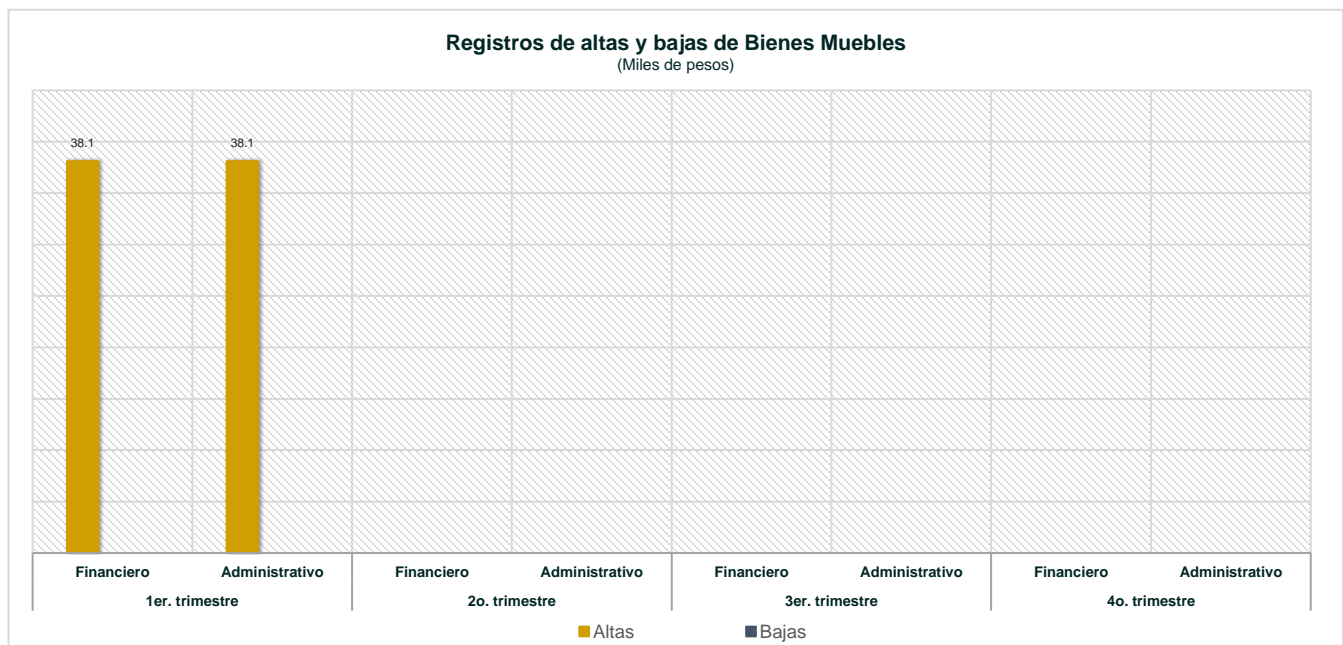 Registros de altas y bajas de Bienes Muebles
(Miles de pesos)
38.1 38.1
Financiero Administrativo Financiero Administrativo Financiero Administrativo Financiero Administrativo
1er. trimestre 2o. trimestre 3er. trimestre 4o. trimestre
Altas Bajas